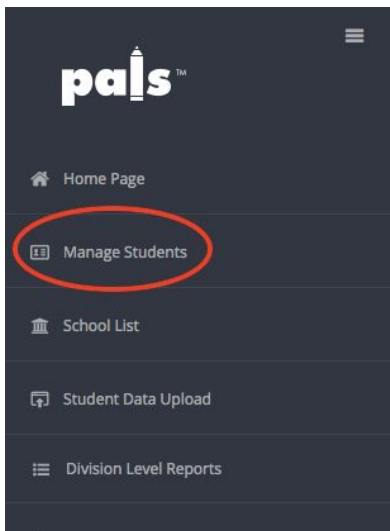 pals™
Home Page
Manage Students
School List
Student Data Upload
Division Level Reports